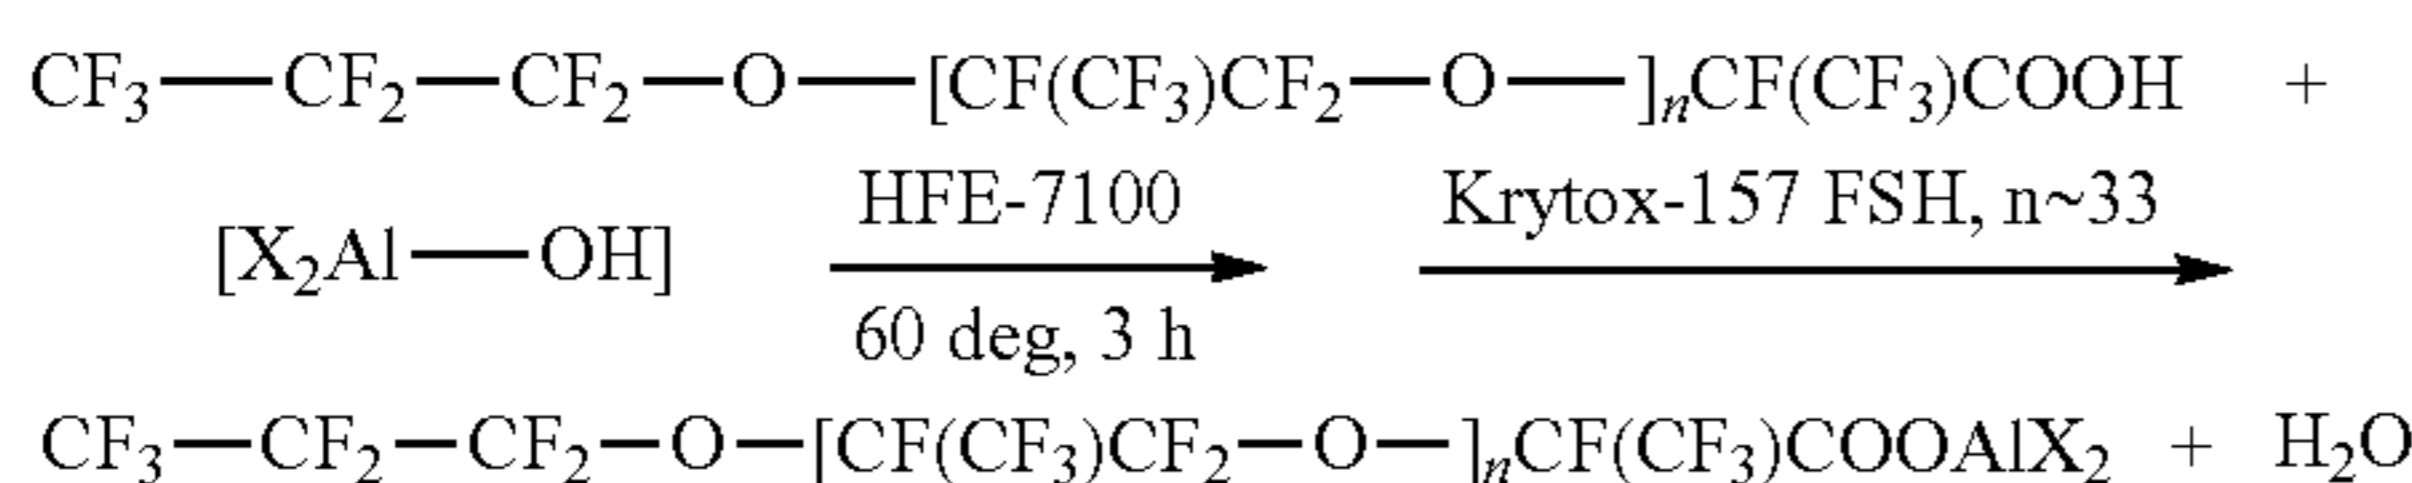 CF₃—CF₂—CF₂—O—[CF(CF₃)CF₂—O—]ₙCF(CF₃)COOH +
HFE-7100 Krytox-157 FSH, n~33
[X₂Al—OH]
60 deg, 3 h
CF₃—CF₂—CF₂—O—[CF(CF₃)CF₂—O—]ₙCF(CF₃)COOAlX₂ + H₂O